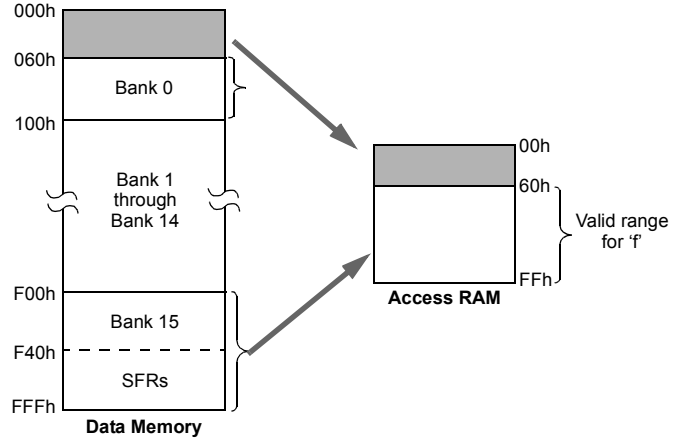 000h
060h
Bank 0
100h
Bank 1
through
Bank 14
F00h
Bank 15
F40h
SFRs
FFFh
Data Memory
00h
60h
Valid range
for ‘f’
FFh
Access RAM